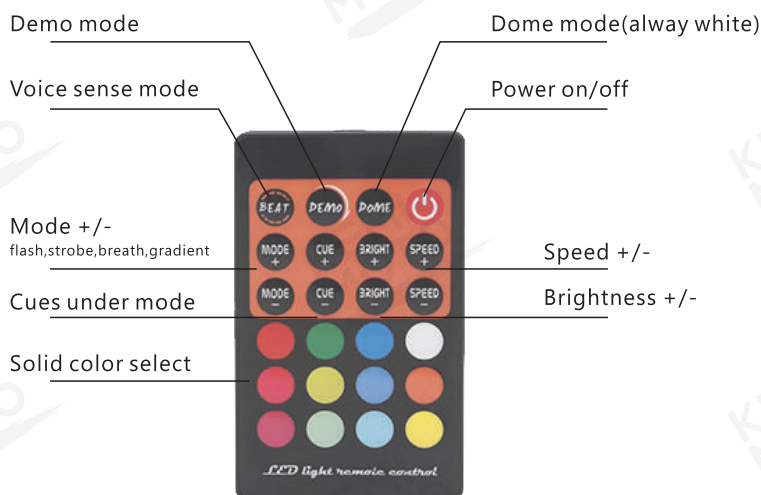 Demo mode
Dome mode(alway white)
Voice sense mode
Power on/off
BEAT
DEMO
DOME
Mode +/-
flash,strobe,breath,gradient
MODE +
CUE +
BRIGHT +
SPEED +
Speed +/-
Cues under mode
MODE -
CUE -
BRIGHT -
SPEED -
Brightness +/-
Solid color select
LED light remote control